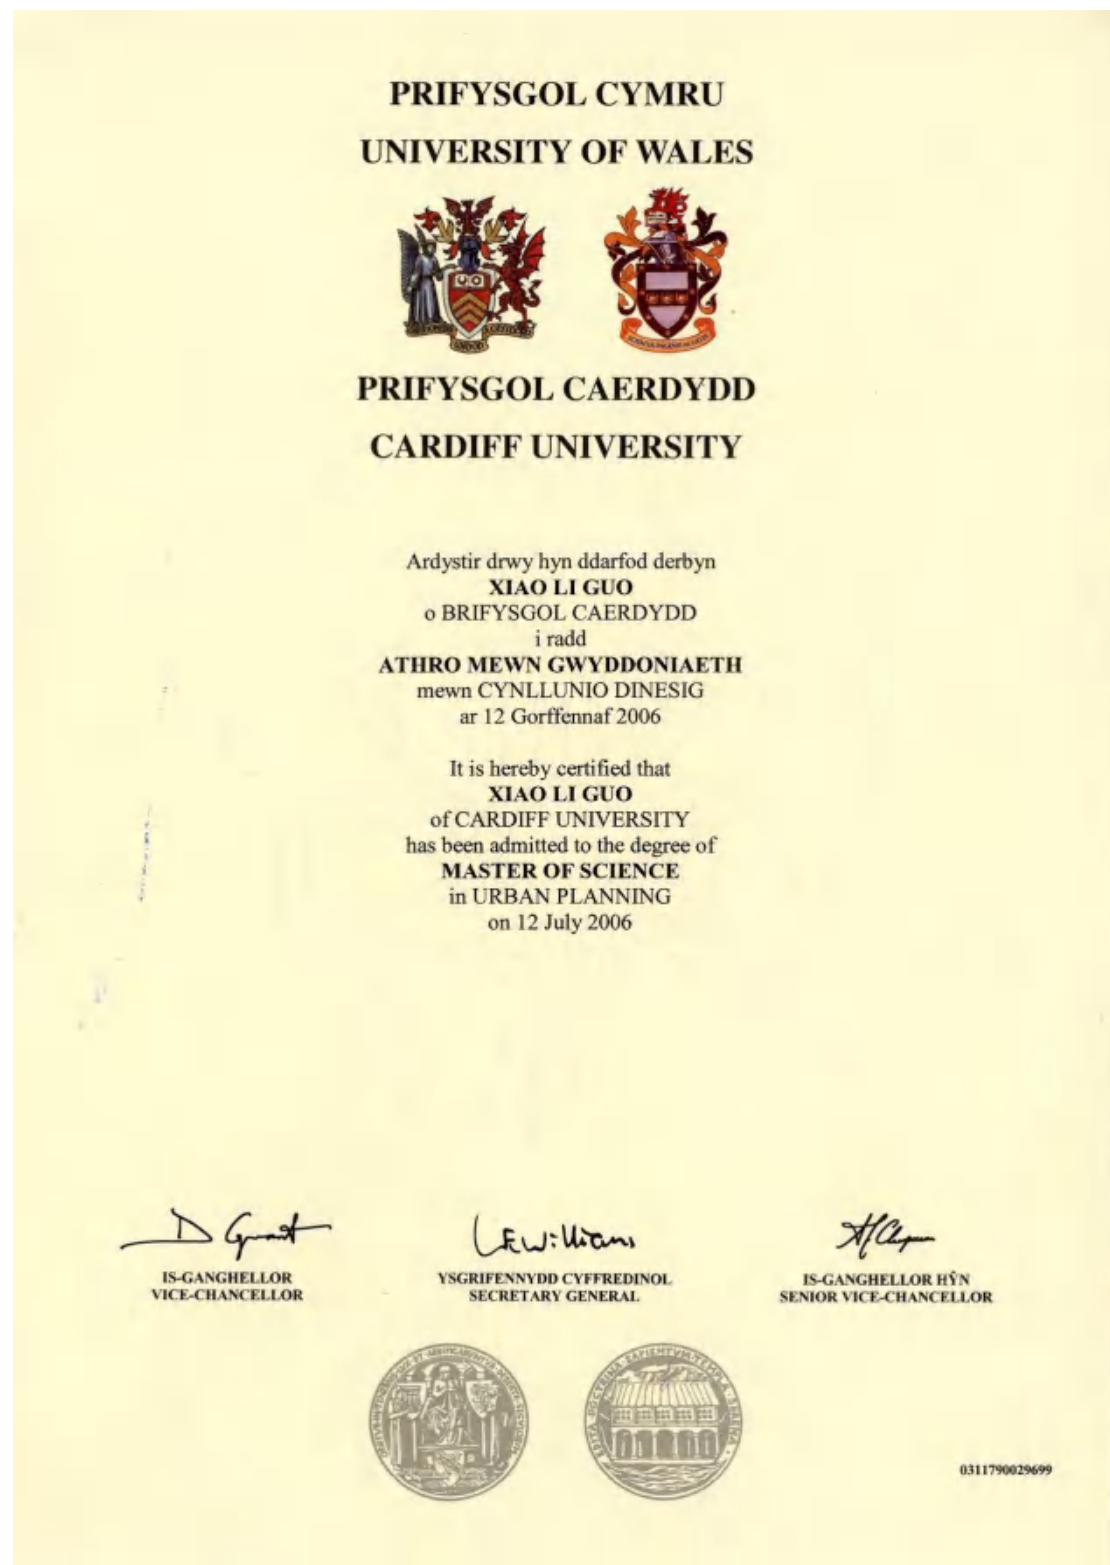 PRIFYSGOL CYMRU
UNIVERSITY OF WALES
PRIFYSGOL CAERDYDD
CARDIFF UNIVERSITY
Ardystir drwy hyn ddarfod derbyn
XIAO LI GUO
o BRIFYSGOL CAERDYDD
i radd
ATHRO MEWN GWYDDONIAETH
mewn CYNLLUNIO DINESIG
ar 12 Gorffennaf 2006
It is hereby certified that
XIAO LI GUO
of CARDIFF UNIVERSITY
has been admitted to the degree of
MASTER OF SCIENCE
in URBAN PLANNING
on 12 July 2006
D Grant
IS-GANGHELLOR
VICE-CHANCELLOR
Williams
YSGRIFENNYDD CYFFREDINOL
SECRETARY GENERAL
IS-GANGHELLOR HŶN
SENIOR VICE-CHANCELLOR
0311790029699